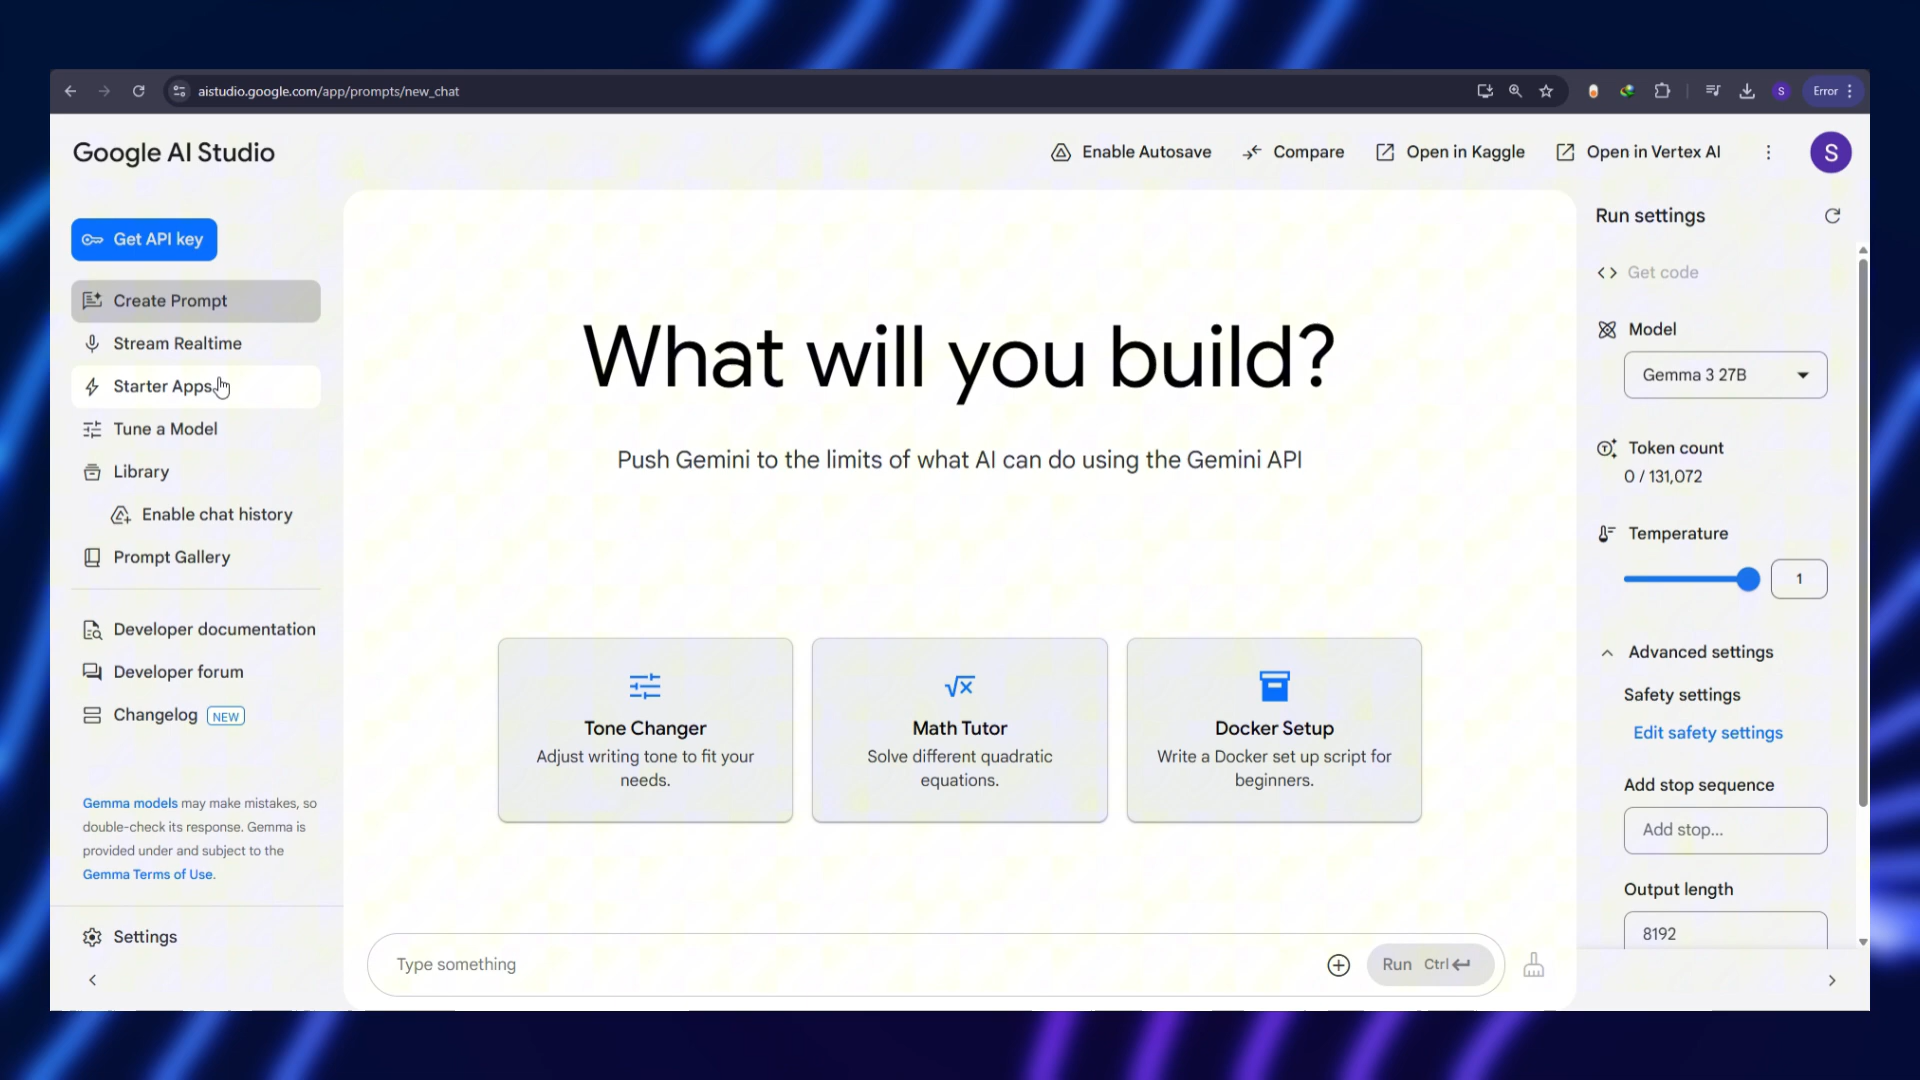 aistudio.google.com/app/prompts/new_chat
S
Error
Google AI Studio
Enable Autosave
Compare
Open in Kaggle
Open in Vertex AI
S
Get API key
Create Prompt
Stream Realtime
Starter Apps
Tune a Model
Library
Enable chat history
Prompt Gallery
Developer documentation
Developer forum
Changelog NEW
Gemma models may make mistakes, so
double-check its response. Gemma is
provided under and subject to the
Gemma Terms of Use.
Settings
What will you build?
Push Gemini to the limits of what AI can do using the Gemini API
Tone Changer
Adjust writing tone to fit your
needs.
Math Tutor
Solve different quadratic
equations.
Docker Setup
Write a Docker set up script for
beginners.
Type something
Run Ctrl
Run settings
Get code
Model
Gemma 3 27B
Token count
0 / 131,072
Temperature
1
Advanced settings
Safety settings
Edit safety settings
Add stop sequence
Add stop...
Output length
8192